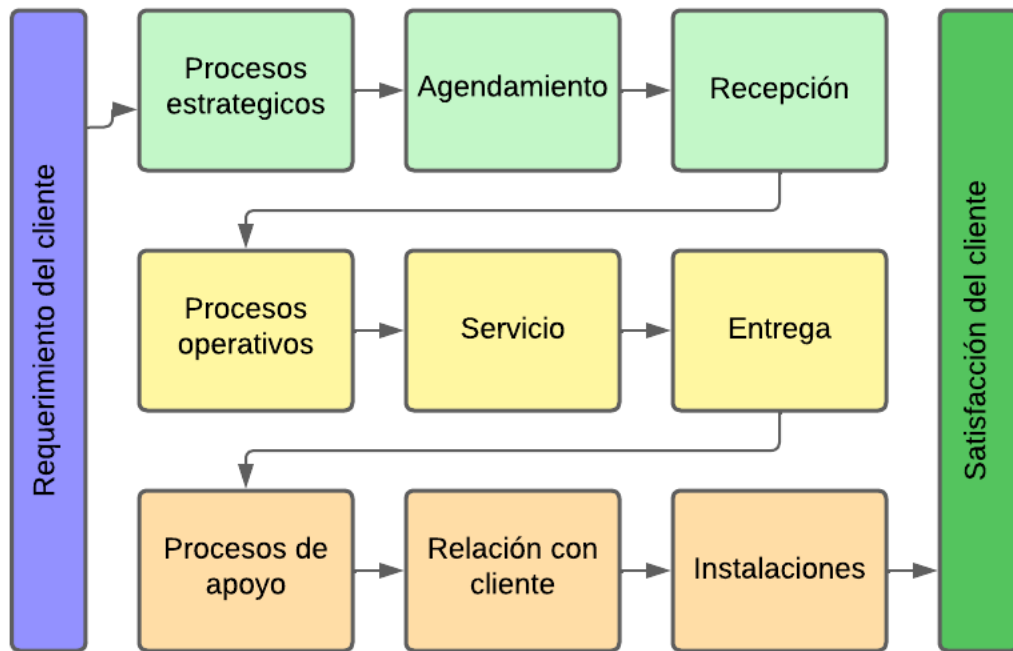 Requerimiento del cliente
Procesos
estrategicos
Agendamiento
Recepción
Procesos
operativos
Servicio
Entrega
Procesos de
apoyo
Relación con
cliente
Instalaciones
Satisfacción del cliente